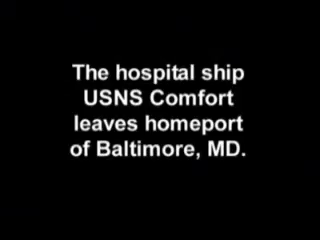 The hospital ship
USNS Comfort
leaves homeport
of Baltimore, MD.